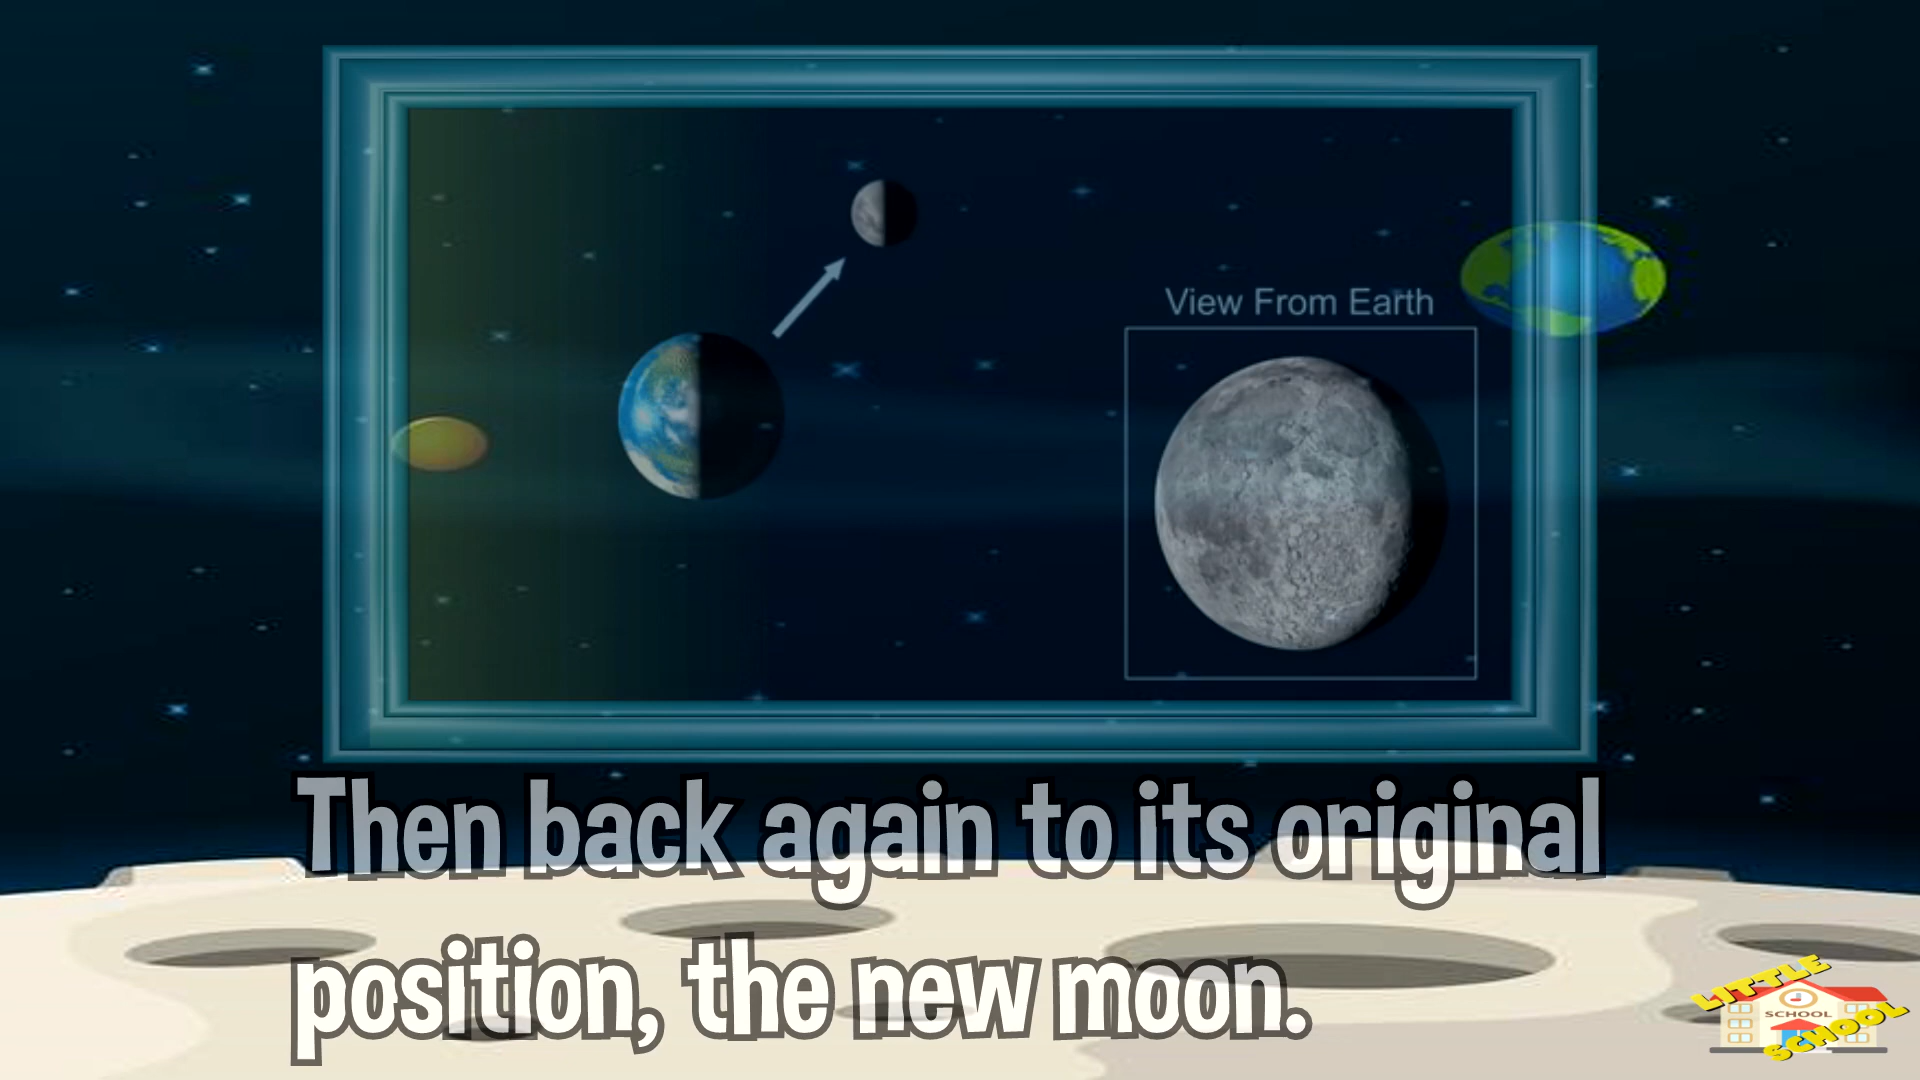 View From Earth
Then back again to its original
position, the new moon.
LITTLE
SCHOOL
SCHOOL